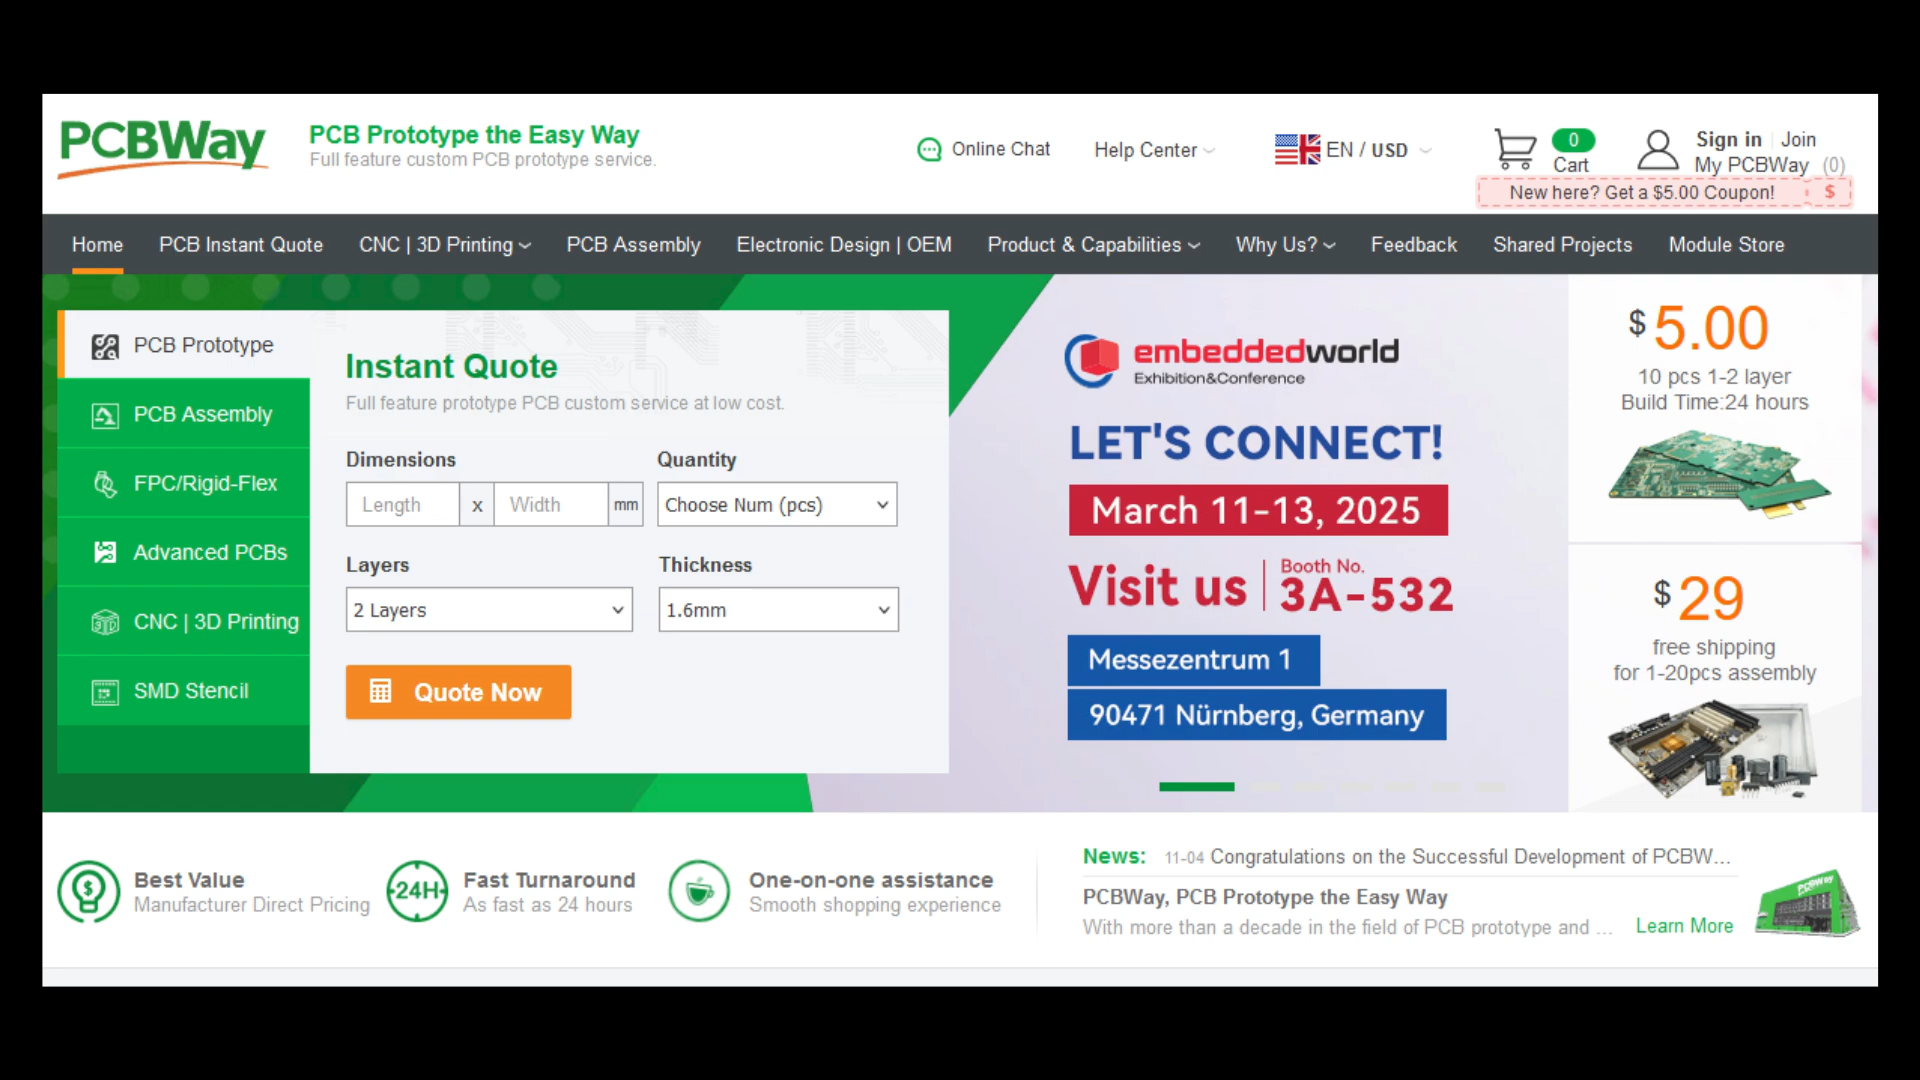 PCBWay
PCB Prototype the Easy Way
Full feature custom PCB prototype service.
Online Chat
Help Center
EN / USD
0
Cart
Sign in | Join
My PCBWay (0)
New here? Get a $5.00 Coupon! $
Home
PCB Instant Quote
CNC | 3D Printing
PCB Assembly
Electronic Design | OEM
Product & Capabilities
Why Us?
Feedback
Shared Projects
Module Store
PCB Prototype
PCB Assembly
FPC/Rigid-Flex
Advanced PCBs
CNC | 3D Printing
SMD Stencil
Instant Quote
Full feature prototype PCB custom service at low cost.
Dimensions
Length x Width mm
Quantity
Choose Num (pcs)
Layers
2 Layers
Thickness
1.6mm
Quote Now
embeddedworld
Exhibition&Conference
LET'S CONNECT!
March 11-13, 2025
Visit us
Booth No.
3A-532
Messezentrum 1
90471 Nürnberg, Germany
$ 5.00
10 pcs 1-2 layer
Build Time:24 hours
$ 29
free shipping
for 1-20pcs assembly
Best Value
Manufacturer Direct Pricing
24H
Fast Turnaround
As fast as 24 hours
One-on-one assistance
Smooth shopping experience
News: 11-04 Congratulations on the Successful Development of PCBW...
PCBWay, PCB Prototype the Easy Way
With more than a decade in the field of PCB prototype and ... Learn More
PCBWay